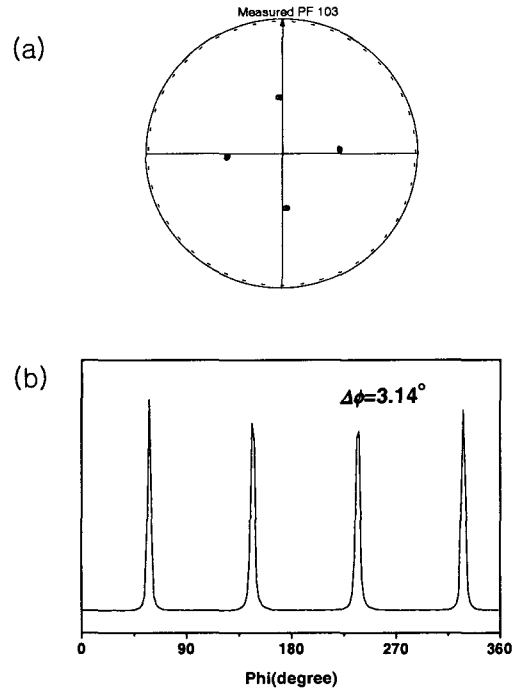 Measured PF 103
(a)
(b)
Δϕ=3.14°
0 90 180 270 360
Phi(degree)